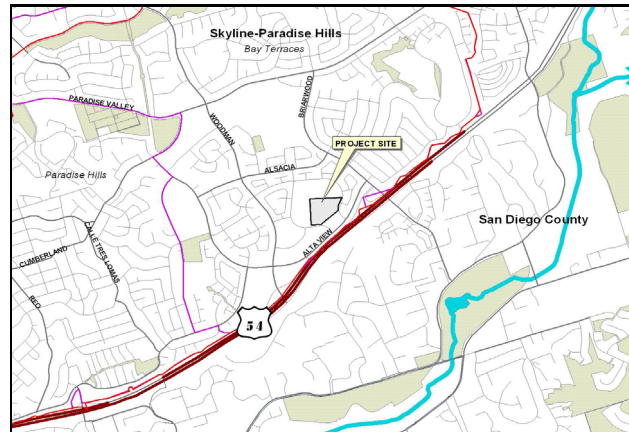 Skyline-Paradise Hills
Bay Terraces
PARADISE VALLEY
WOODMAN
BRIARWOOD
PROJECT SITE
ALSACIA
Paradise Hills
San Diego County
ALTA VIEW
CUMBERLAND
CALLE TRES LOMAS
REO
54